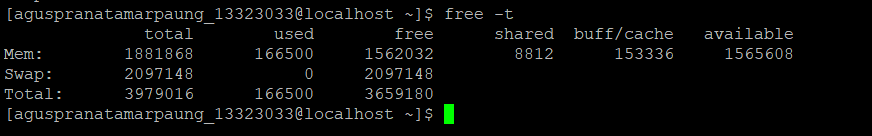 [aguspranatamarpaung_13323033@localhost ~]$ free -t
              total        used        free      shared  buff/cache   available
Mem:        1881868      166500     1562032        8812      153336     1565608
Swap:       2097148           0     2097148
Total:      3979016      166500     3659180
[aguspranatamarpaung_13323033@localhost ~]$